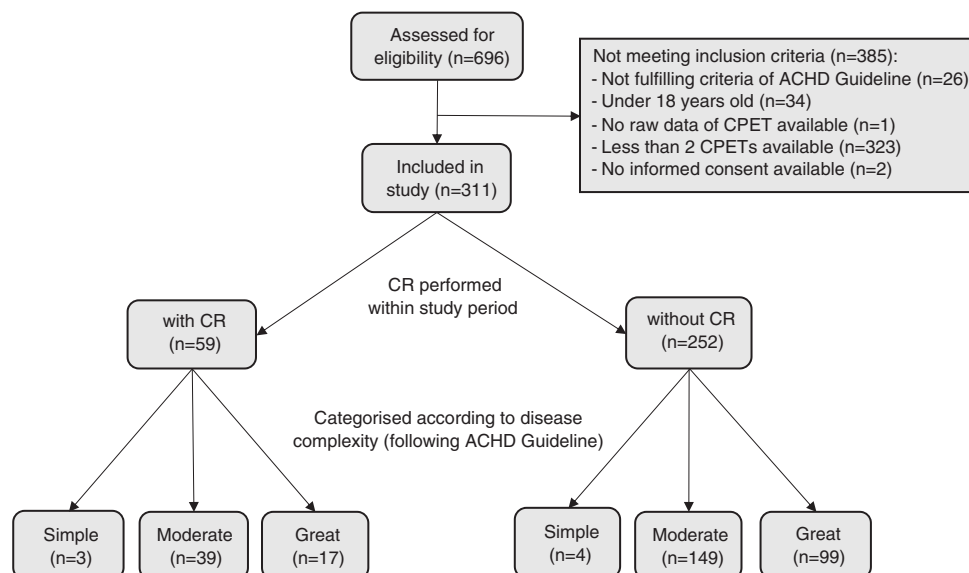 Assessed for
eligibility (n=696)
Not meeting inclusion criteria (n=385):
- Not fulfilling criteria of ACHD Guideline (n=26)
- Under 18 years old (n=34)
- No raw data of CPET available (n=1)
- Less than 2 CPETs available (n=323)
- No informed consent available (n=2)
Included in
study (n=311)
CR performed
within study period
with CR
(n=59)
without CR
(n=252)
Categorised according to disease
complexity (following ACHD Guideline)
Simple
(n=3)
Moderate
(n=39)
Great
(n=17)
Simple
(n=4)
Moderate
(n=149)
Great
(n=99)